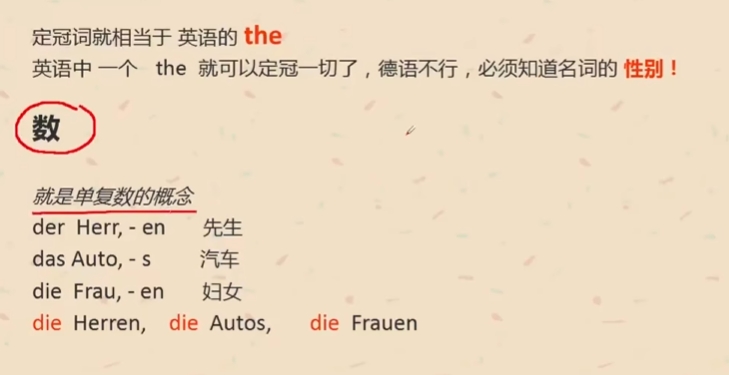 定冠词就相当于 英语的 the
英语中 一个 the 就可以定冠一切了，德语不行，必须知道名词的 性别！
数
就是单复数的概念
der Herr, - en 先生
das Auto, - s 汽车
die Frau, - en 妇女
die Herren, die Autos, die Frauen